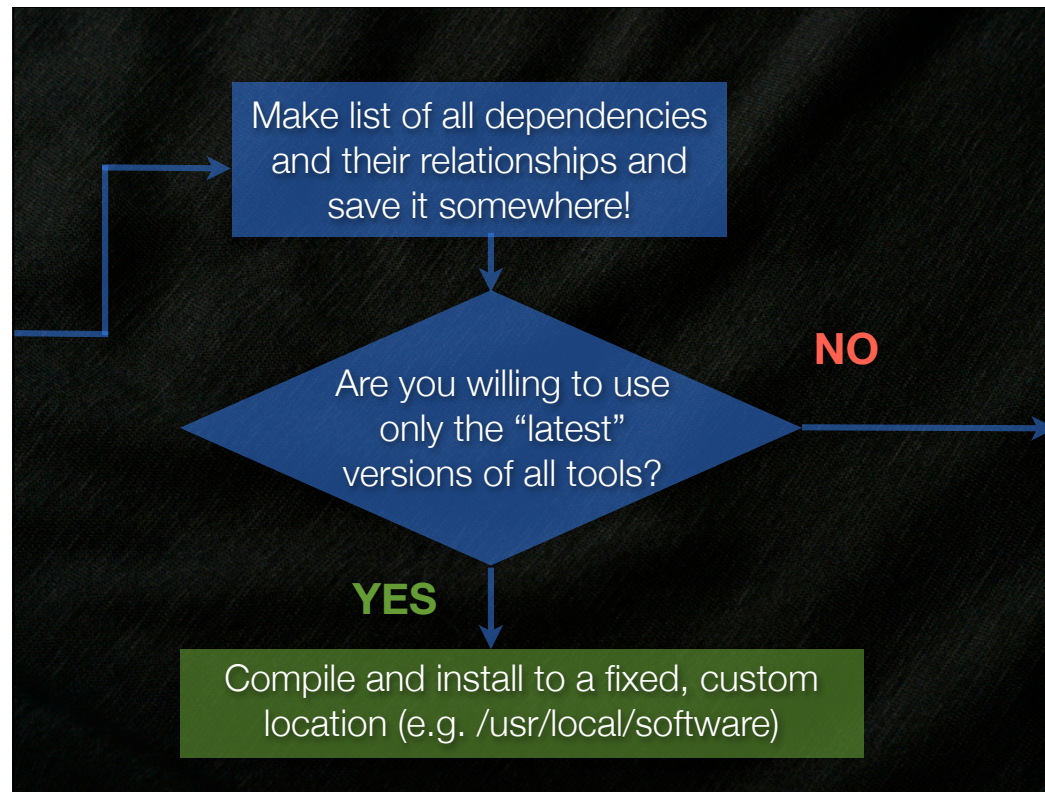 Make list of all dependencies
and their relationships and
save it somewhere!
NO
Are you willing to use
only the “latest”
versions of all tools?
YES
Compile and install to a fixed, custom
location (e.g. /usr/local/software)